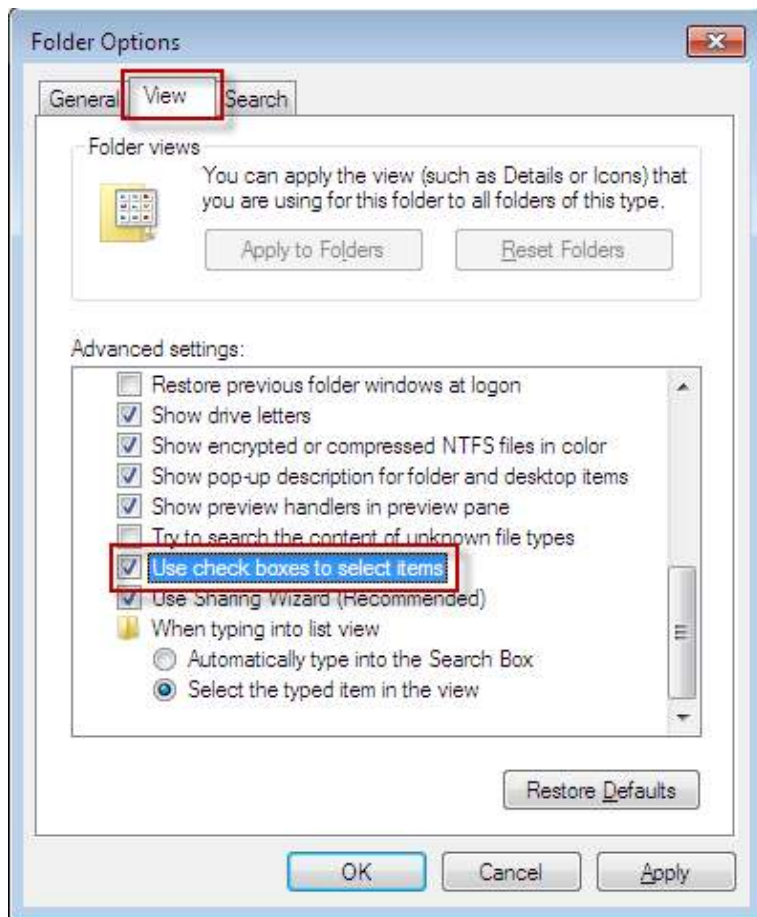 Folder Options
General View Search
Folder views
You can apply the view (such as Details or Icons) that
you are using for this folder to all folders of this type.
Apply to Folders Reset Folders
Advanced settings:
Restore previous folder windows at logon
Show drive letters
Show encrypted or compressed NTFS files in color
Show pop-up description for folder and desktop items
Show preview handlers in preview pane
Try to search the content of unknown file types
Use check boxes to select items
Use Sharing Wizard (Recommended)
When typing into list view
Automatically type into the Search Box
Select the typed item in the view
Restore Defaults
OK Cancel Apply